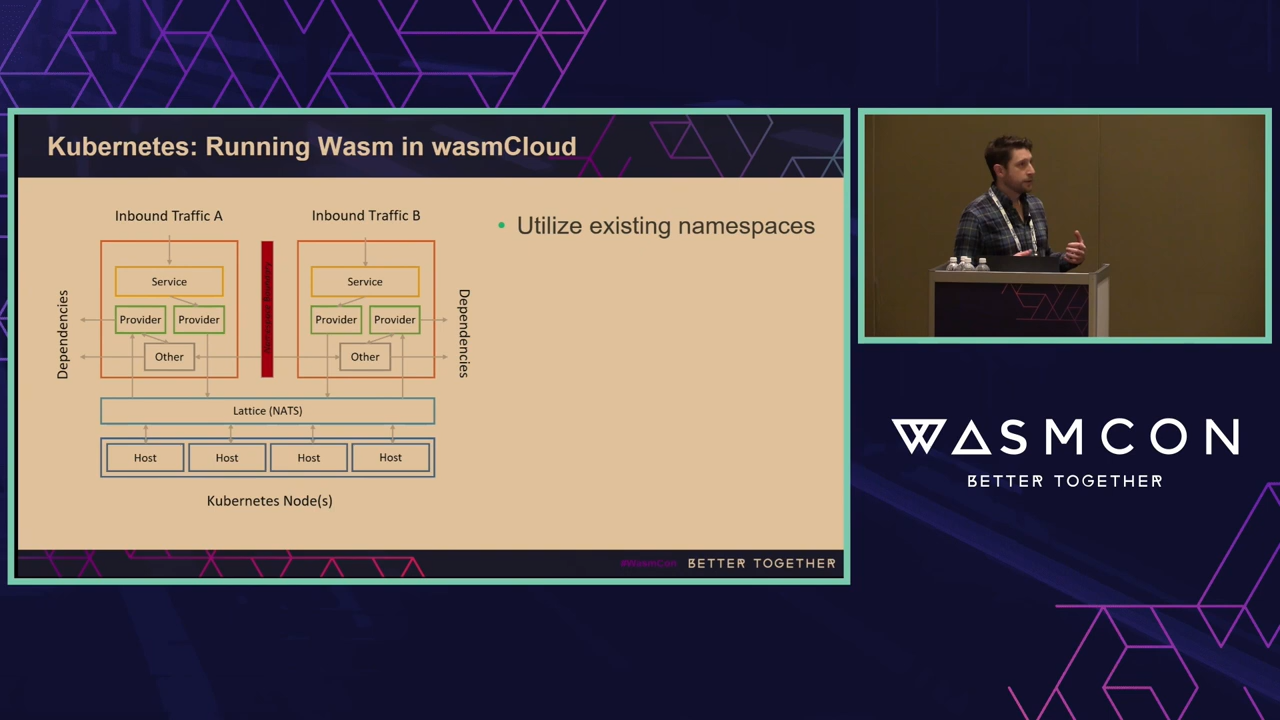 Kubernetes: Running Wasm in wasmCloud
Inbound Traffic A
Inbound Traffic B
• Utilize existing namespaces
Service
Service
Provider
Provider
Provider
Provider
Other
Other
Dependencies
Dependencies
Lattice (NATS)
Host
Host
Host
Host
Kubernetes Node(s)
#WasmCon
BETTER TOGETHER
WASMCON
BETTER TOGETHER